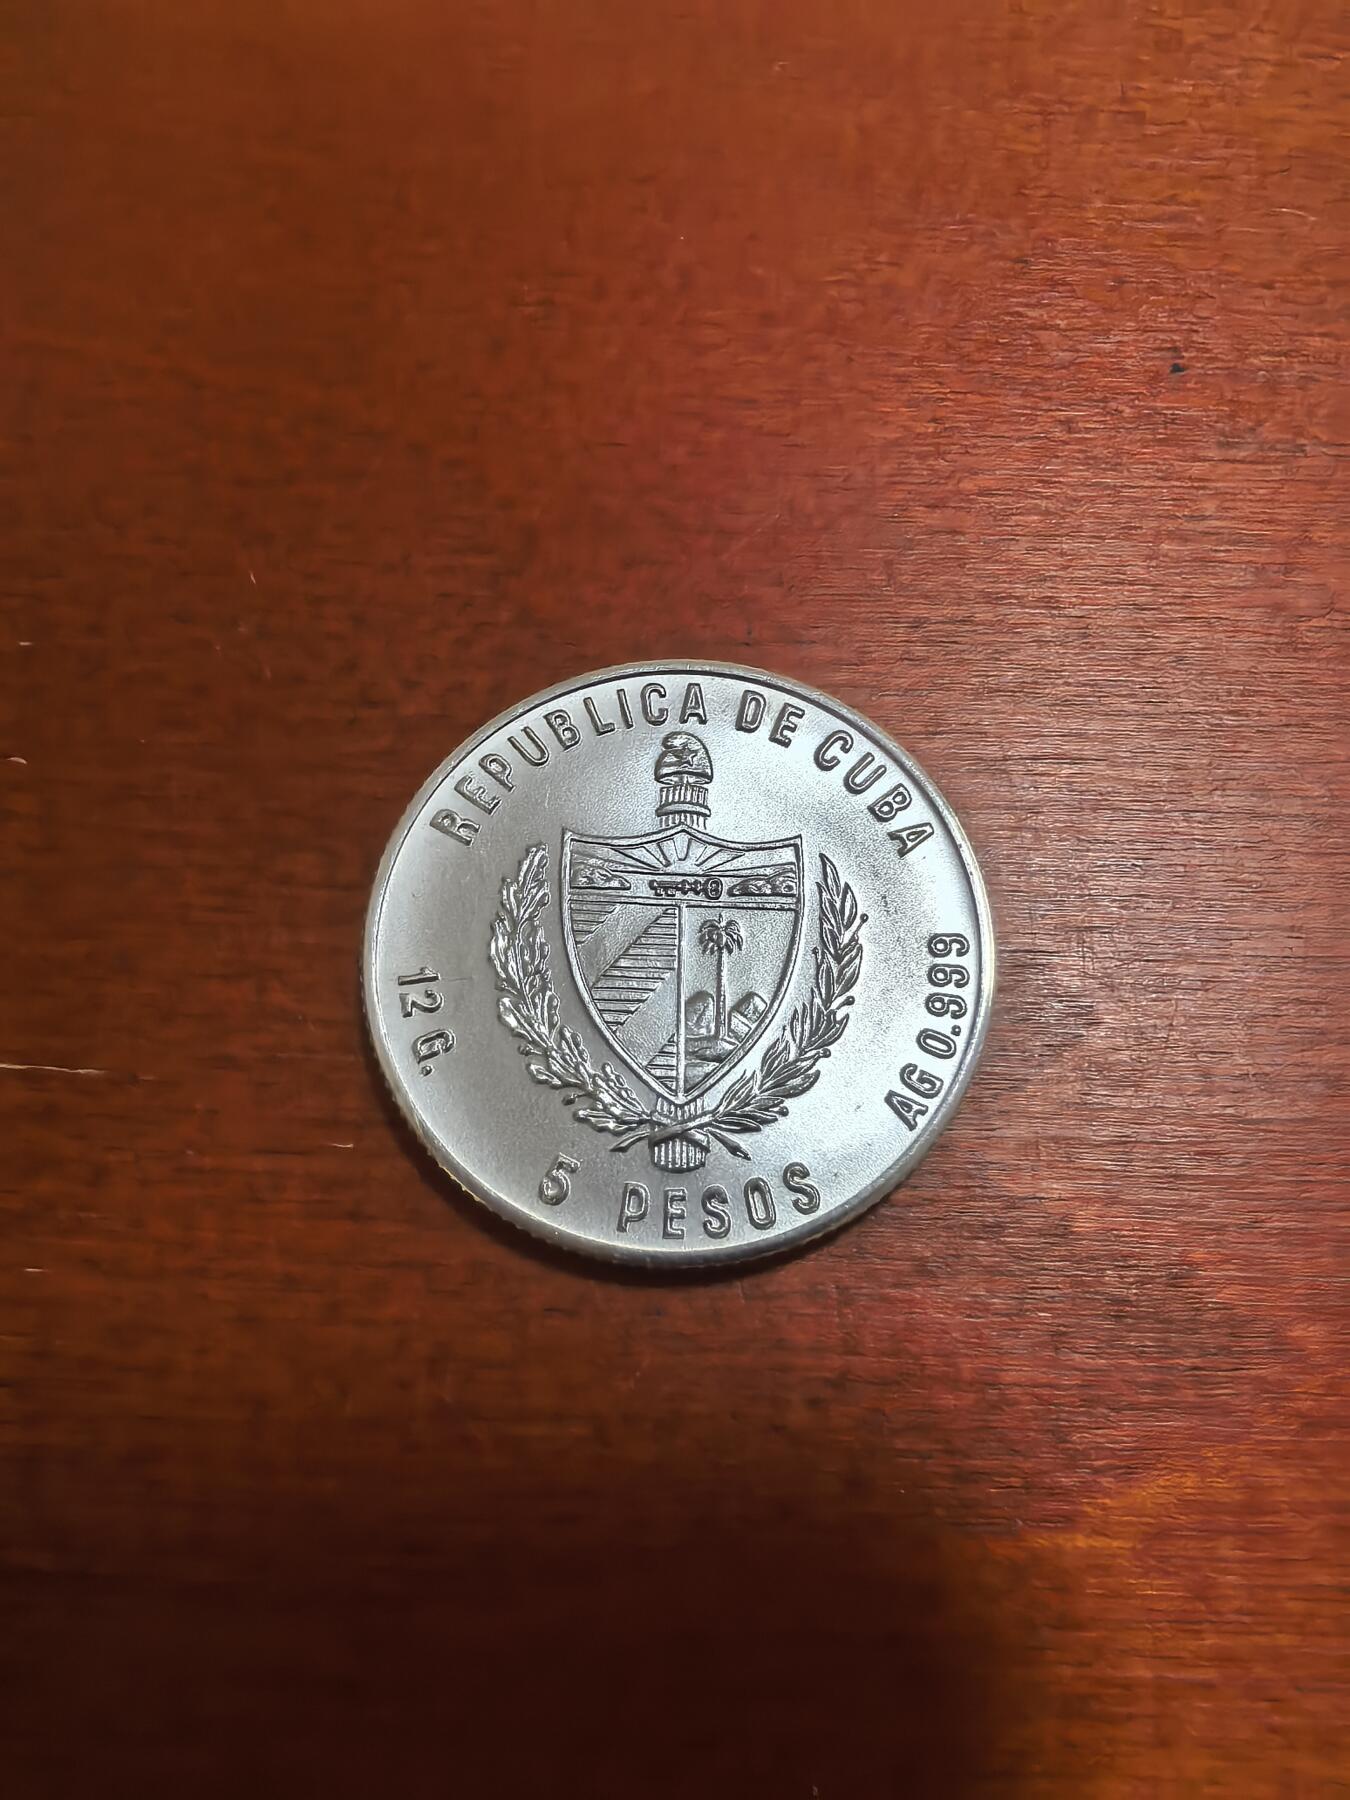 REPUBLICA DE CUBA
12 G.
AG 0.999
5 PESOS